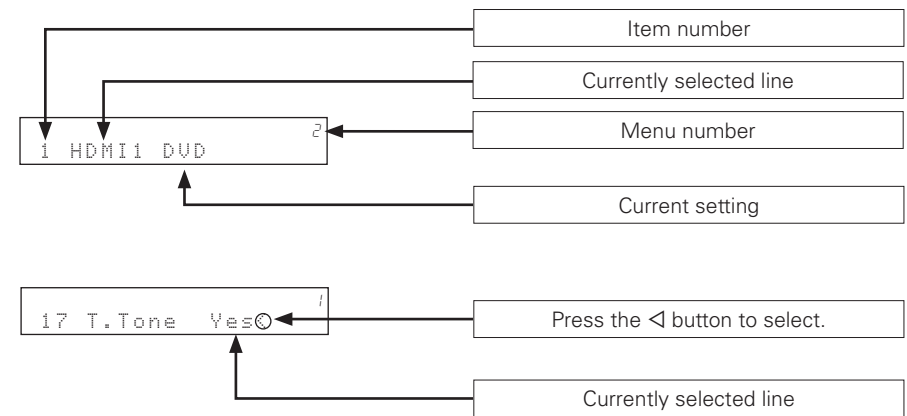 Item number
Currently selected line
2
Menu number
1 HDMI1 DVD
Current setting
1
17 T.Tone Yes
Press the ◁ button to select.
Currently selected line